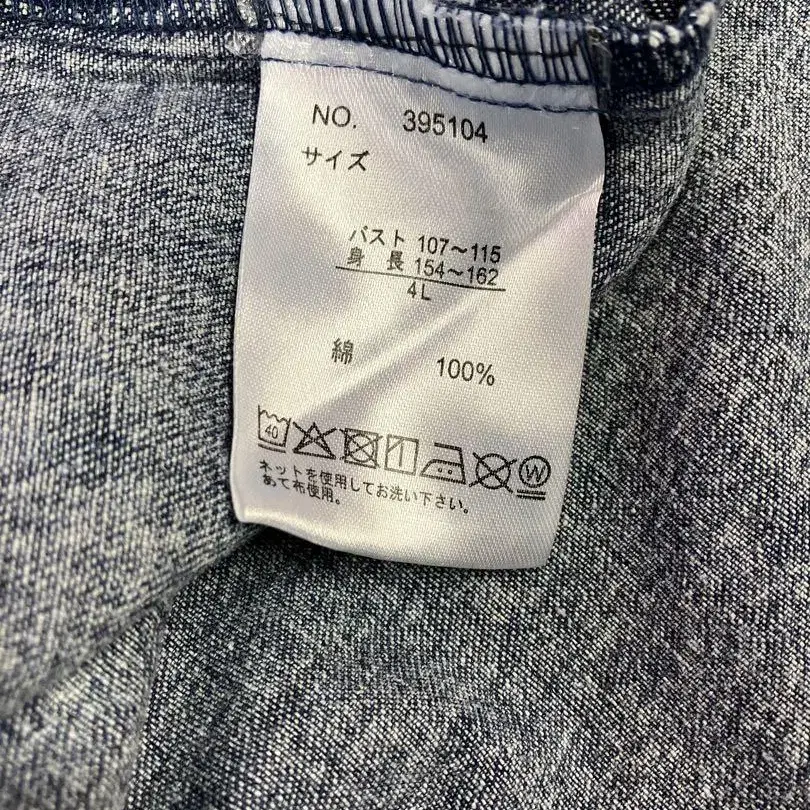 NO. 395104
サイズ
バスト 107～115
身 長 154～162
4L
綿 100%
40 W
ネットを使用してお洗い下さい。
あて布使用。